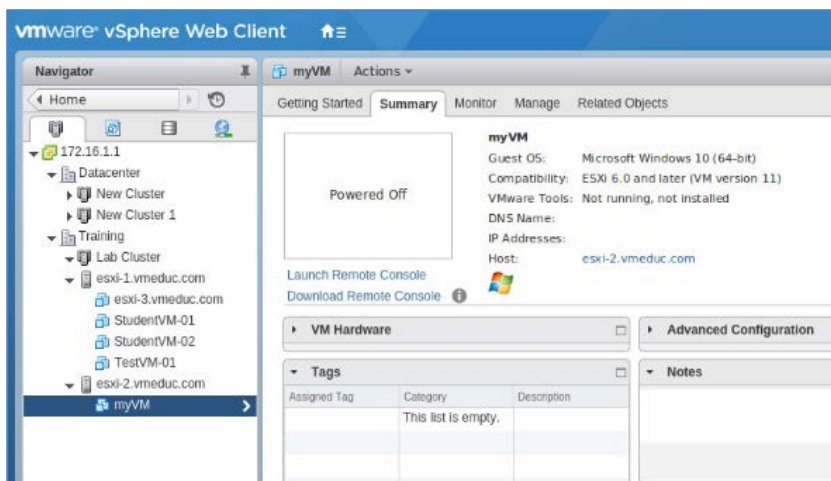 vmware® vSphere Web Client
Navigator
Home
172.16.1.1
Datacenter
New Cluster
New Cluster 1
Training
Lab Cluster
esxi-1.vmeduc.com
esxi-3.vmeduc.com
StudentVM-01
StudentVM-02
TestVM-01
esxi-2.vmeduc.com
myVM
myVM Actions
Getting Started Summary Monitor Manage Related Objects
Powered Off
Launch Remote Console
Download Remote Console
myVM
Guest OS: Microsoft Windows 10 (64-bit)
Compatibility: ESXi 6.0 and later (VM version 11)
VMware Tools: Not running, not installed
DNS Name:
IP Addresses:
Host: esxi-2.vmeduc.com
VM Hardware
Advanced Configuration
Tags
Assigned Tag Category Description
This list is empty.
Notes